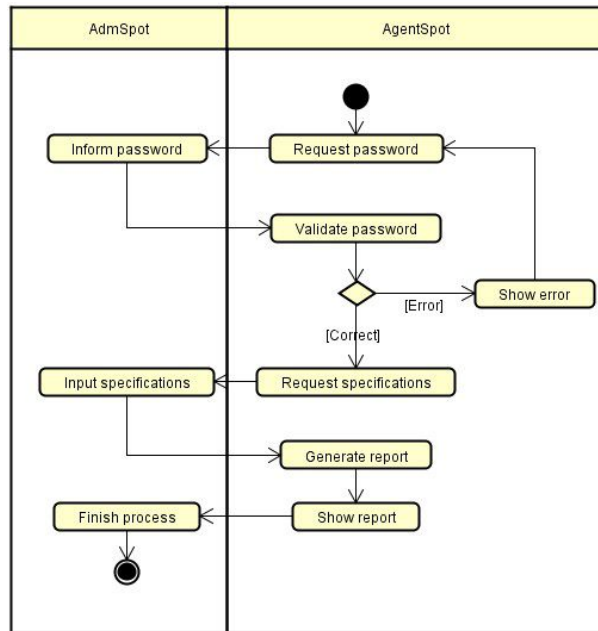 AdmSpot
AgentSpot
Inform password
Request password
Validate password
[Error]
Show error
[Correct]
Input specifications
Request specifications
Generate report
Finish process
Show report